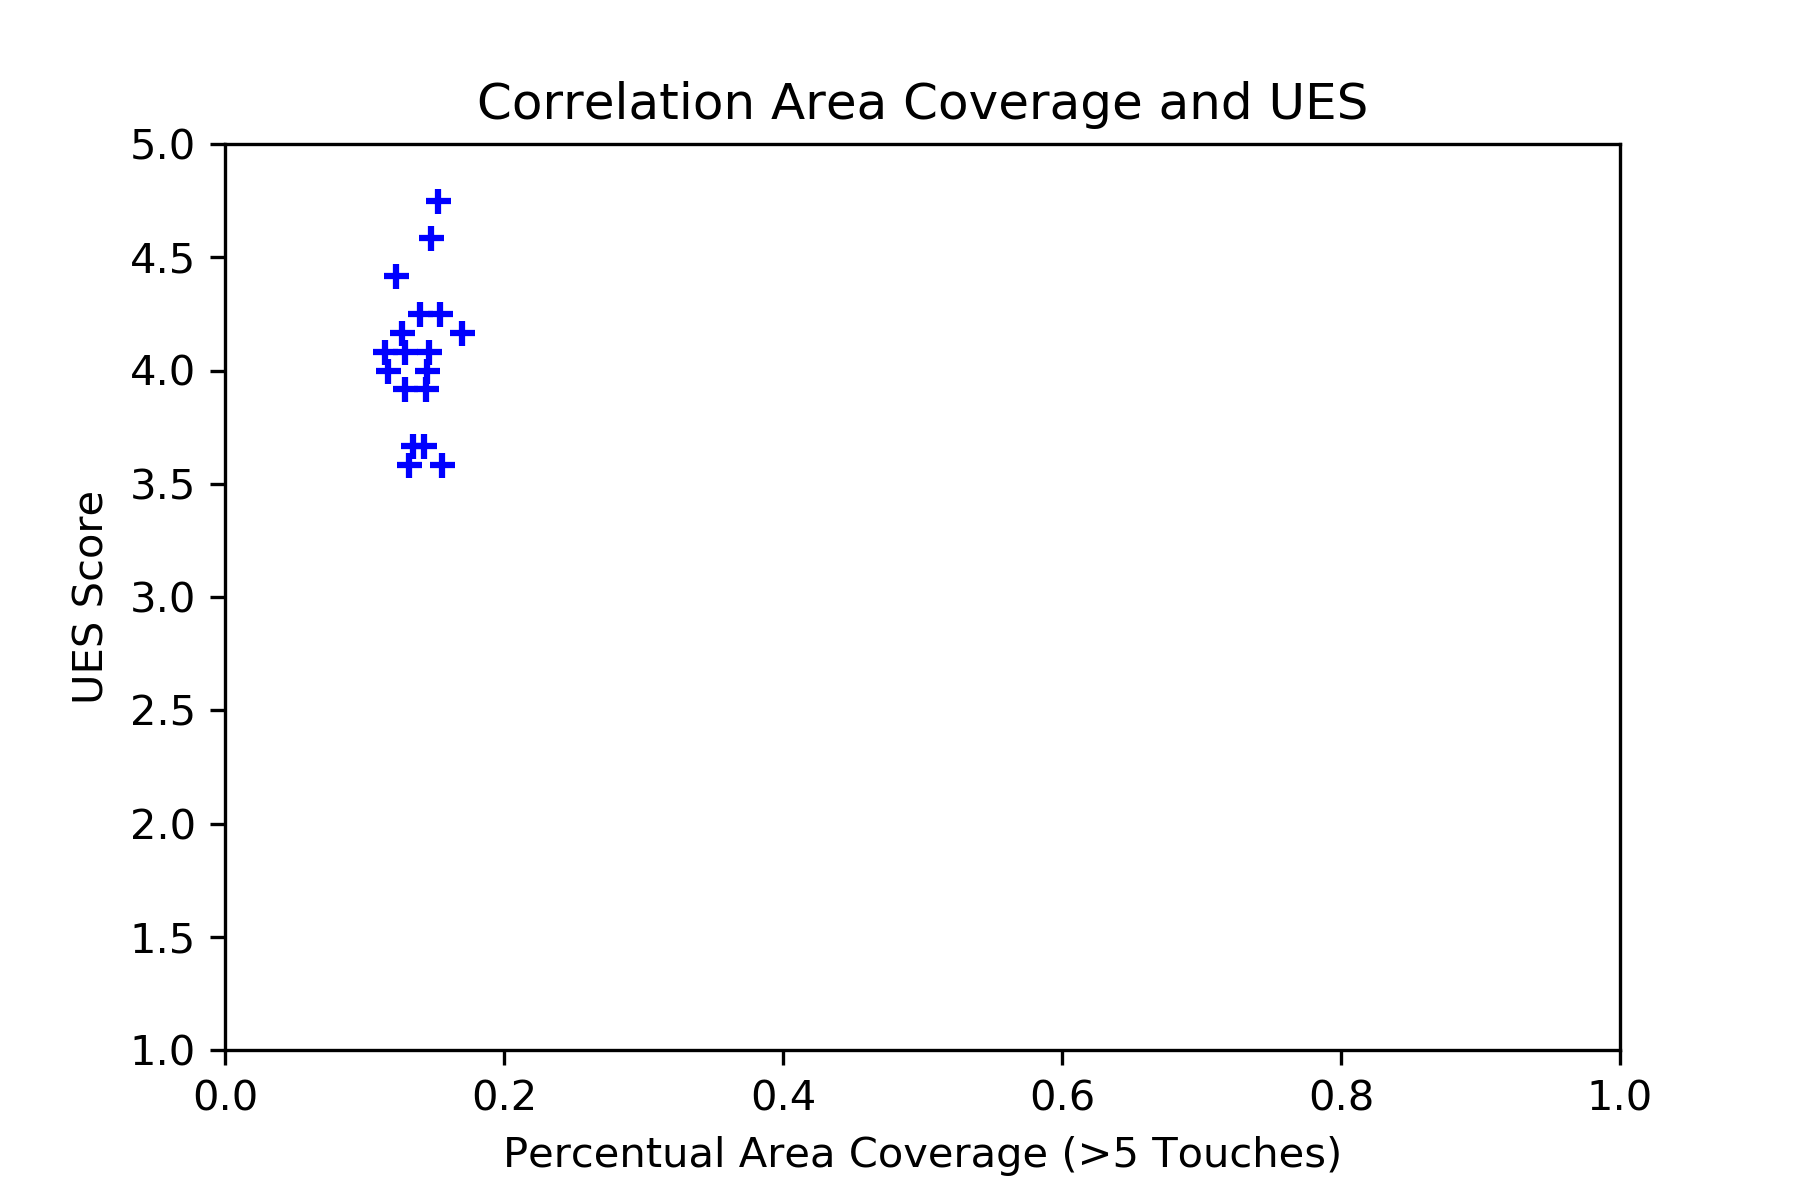 Correlation Area Coverage and UES
5.0
4.5
4.0
3.5
3.0
2.5
2.0
1.5
1.0
UES Score
0.0 0.2 0.4 0.6 0.8 1.0
Percentual Area Coverage (>5 Touches)